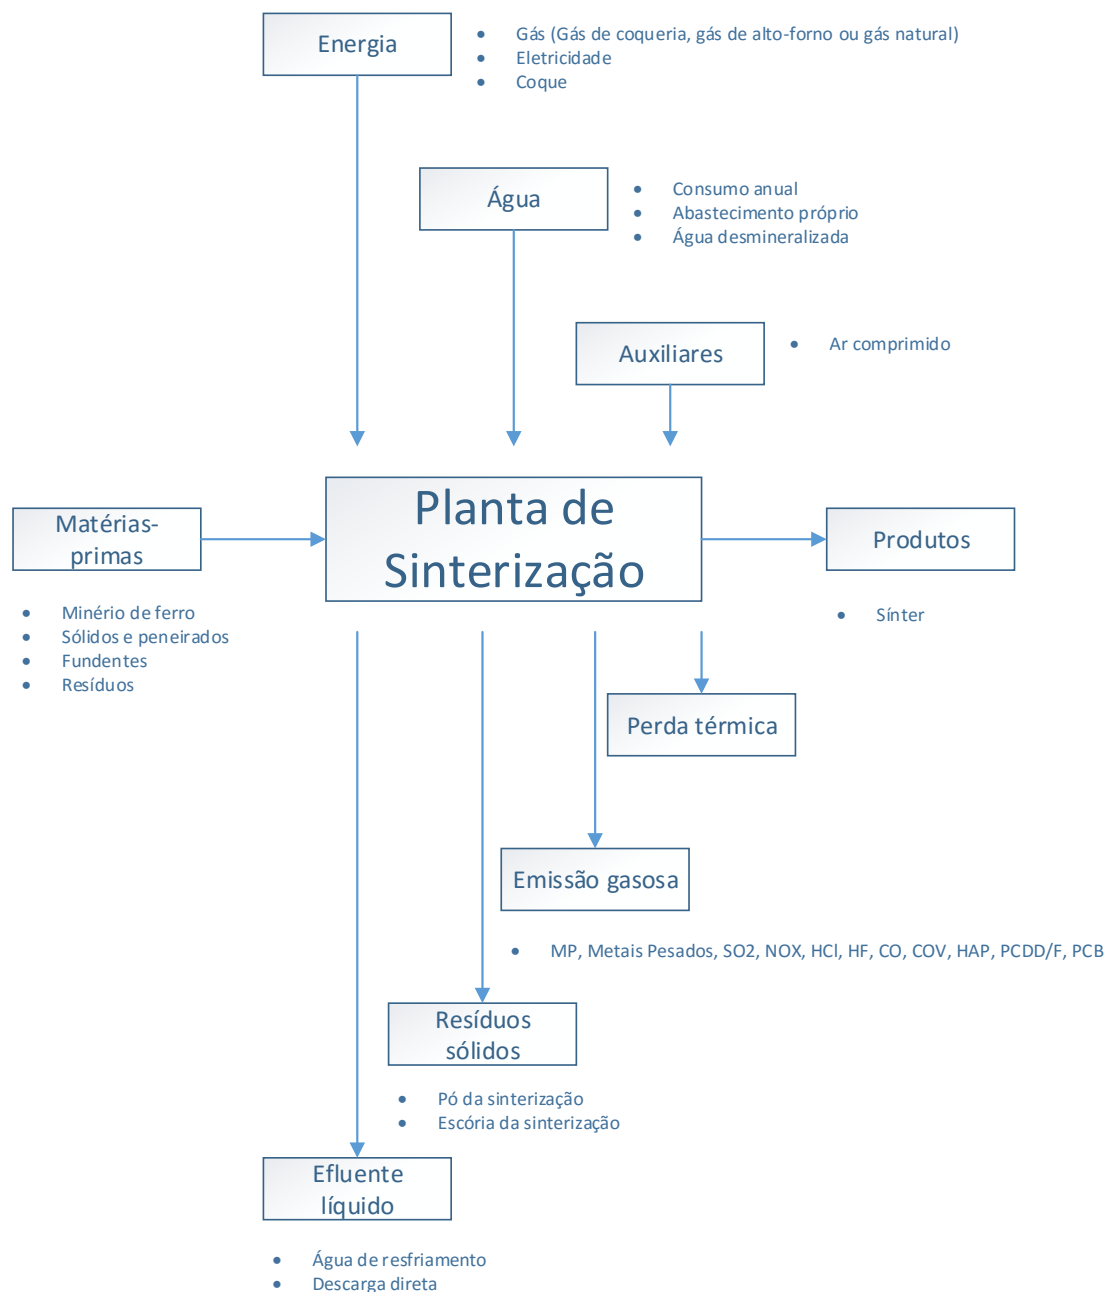 Energia
• Gás (Gás de coqueria, gás de alto-forno ou gás natural)
• Eletricidade
• Coque
Água
• Consumo anual
• Abastecimento próprio
• Água desmineralizada
Auxiliares
• Ar comprimido
Matérias-
primas
• Minério de ferro
• Sólidos e peneirados
• Fundentes
• Resíduos
Planta de
Sinterização
Produtos
• Sínter
Perda térmica
Emissão gasosa
• MP, Metais Pesados, SO2, NOX, HCl, HF, CO, COV, HAP, PCDD/F, PCB
Resíduos
sólidos
• Pó da sinterização
• Escória da sinterização
Efluente
líquido
• Água de resfriamento
• Descarga direta